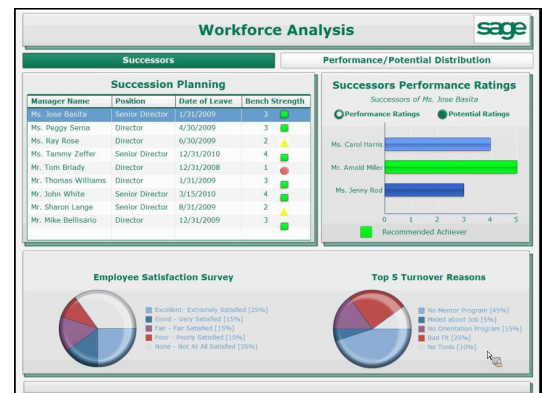 Workforce Analysis
sage
Successors
Performance/Potential Distribution
Succession Planning
Manager Name Position Date of Leave Bench Strength
Ms. Jose Basita Senior Director 1/31/2009 3
Ms. Peggy Serna Director 4/30/2009 3
Ms. Ray Rose Director 6/30/2009 2
Ms. Tammy Zeffer Senior Director 12/31/2010 4
Mr. Tom Briady Director 12/31/2008 1
Mr. Thomas Williams Director 1/31/2009 3
Mr. John White Senior Director 3/15/2010 4
Mr. Sharon Lange Senior Director 8/31/2009 2
Mr. Mike Bellisario Director 12/31/2009 3
Successors Performance Ratings
Successors of Ms. Jose Basita
Performance Ratings Potential Ratings
Ms. Carol Harris
Mr. Arnold Miller
Ms. Jenny Rod
0 1 2 3 4 5
Recommended Achiever
Employee Satisfaction Survey
Excellent- Extremely Satisfied [25%]
Good - Very Satisfied [15%]
Fair - Fair Satisfied [15%]
Poor - Poorly Satisfied [10%]
None - Not At All Satisfied [35%]
Top 5 Turnover Reasons
No Mentor Program [45%]
Misled about Job [5%]
No Orientation Program [15%]
Bad Fit [25%]
No Tools [10%]